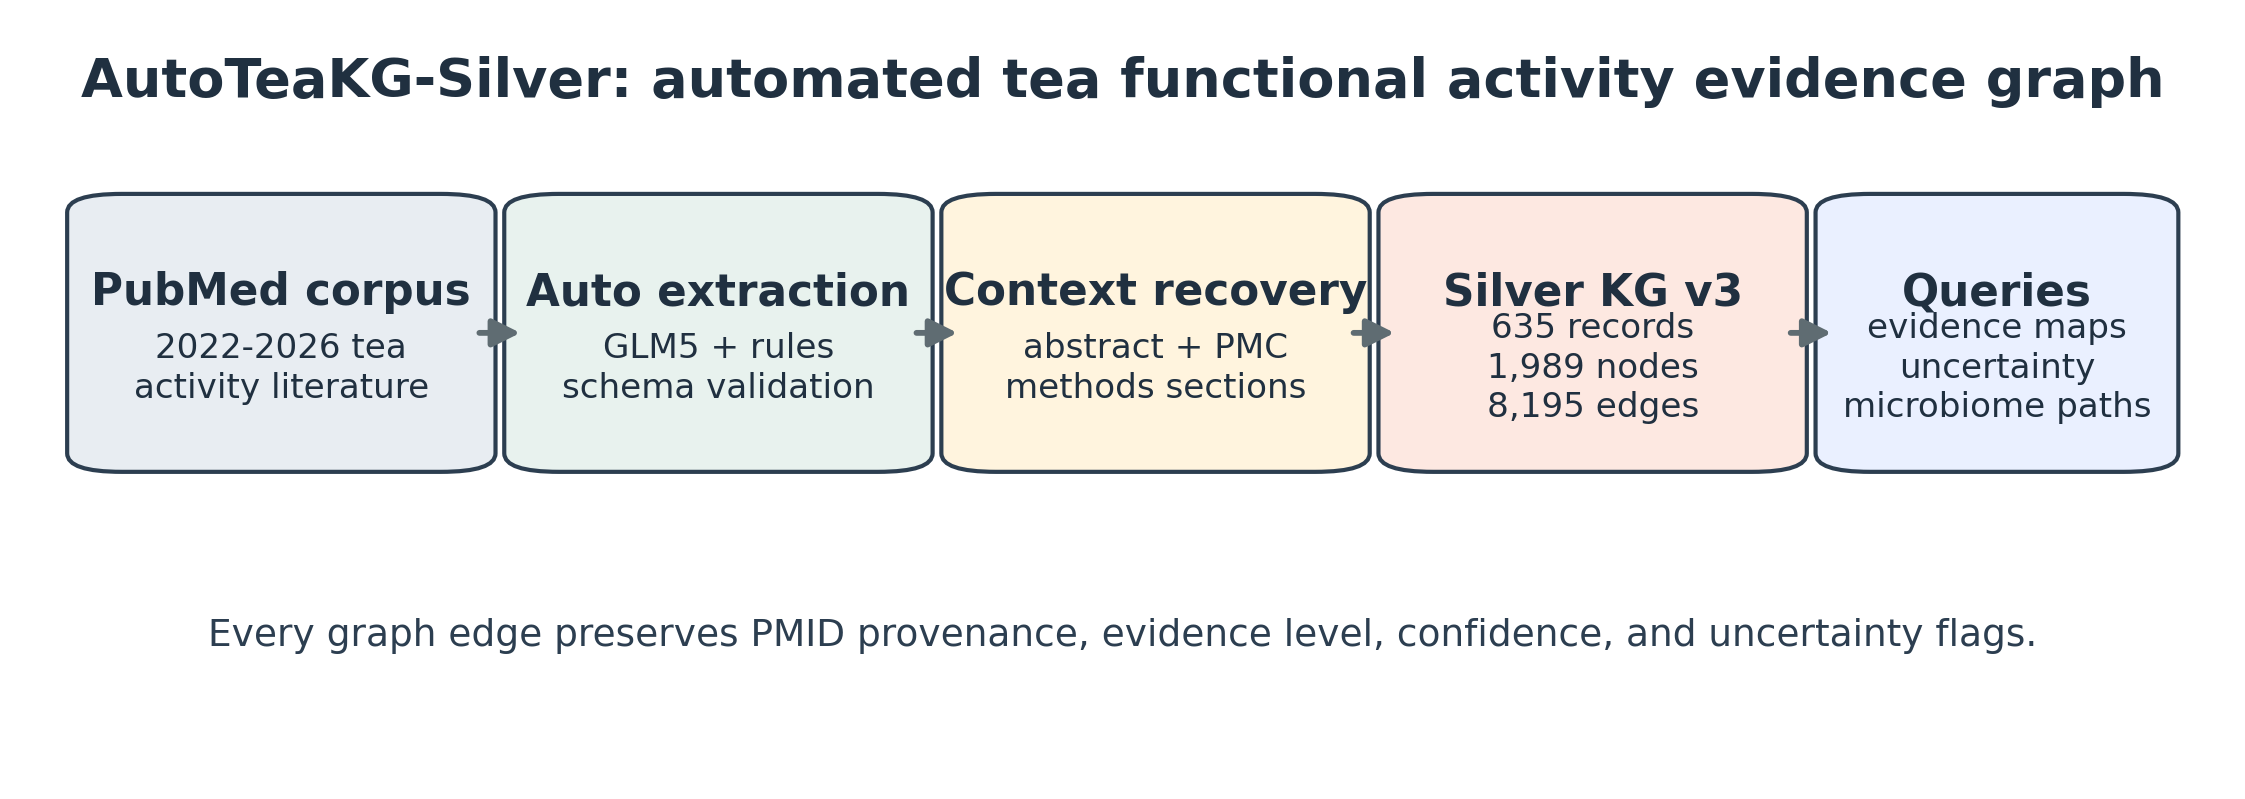 AutoTeaKG-Silver: automated tea functional activity evidence graph
PubMed corpus
2022-2026 tea
activity literature
Auto extraction
GLM5 + rules
schema validation
Context recovery
abstract + PMC
methods sections
Silver KG v3
635 records
1,989 nodes
8,195 edges
Queries
evidence maps
uncertainty
microbiome paths
Every graph edge preserves PMID provenance, evidence level, confidence, and uncertainty flags.